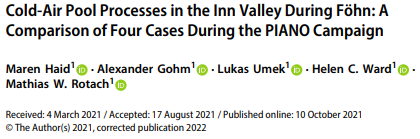 Cold-Air Pool Processes in the Inn Valley During Föhn: A
Comparison of Four Cases During the PIANO Campaign
Maren Haid¹ · Alexander Gohm¹ · Lukas Umek¹ · Helen C. Ward¹ ·
Mathias W. Rotach¹
Received: 4 March 2021 / Accepted: 17 August 2021 / Published online: 10 October 2021
© The Author(s) 2021, corrected publication 2022